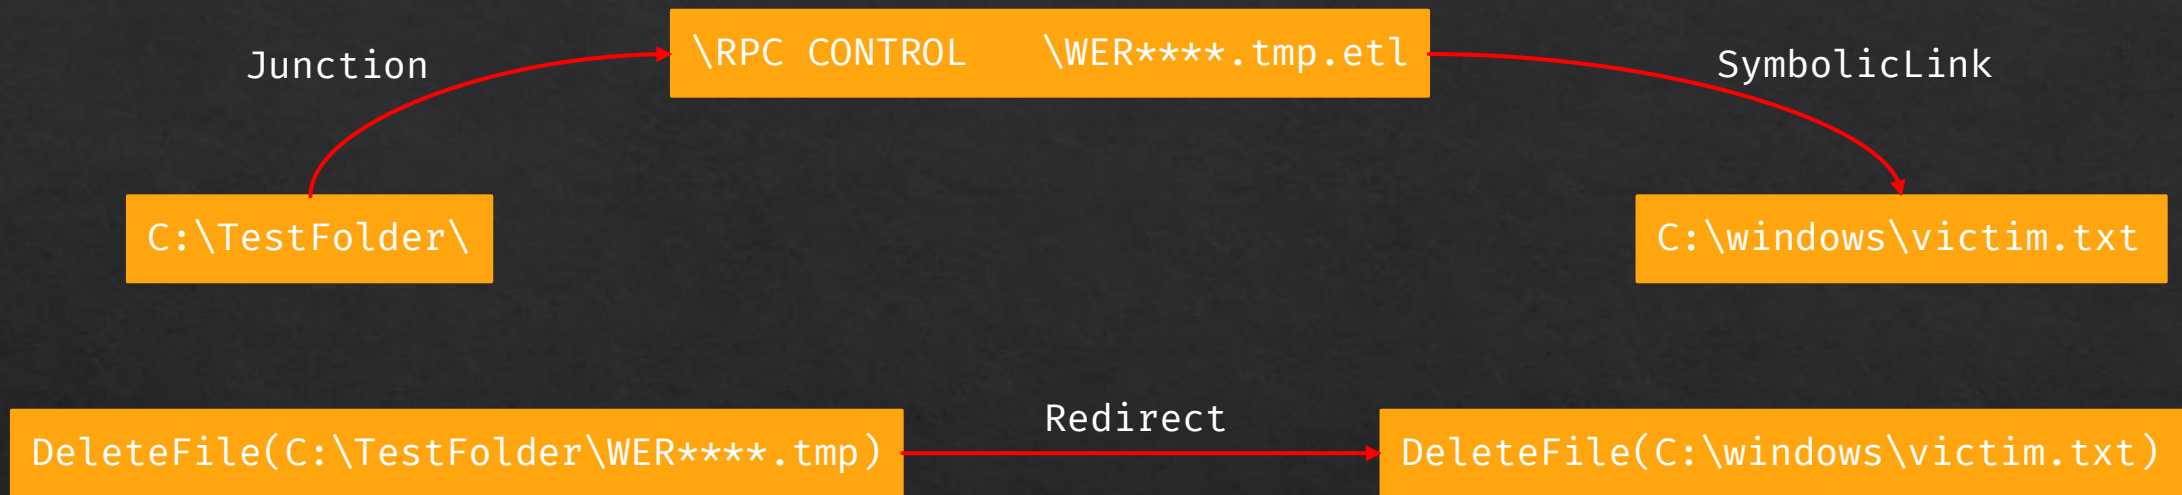 Junction
\RPC CONTROL    \WER****.tmp.etl
SymbolicLink
C:\TestFolder\
C:\windows\victim.txt
DeleteFile(C:\TestFolder\WER****.tmp)
Redirect
DeleteFile(C:\windows\victim.txt)